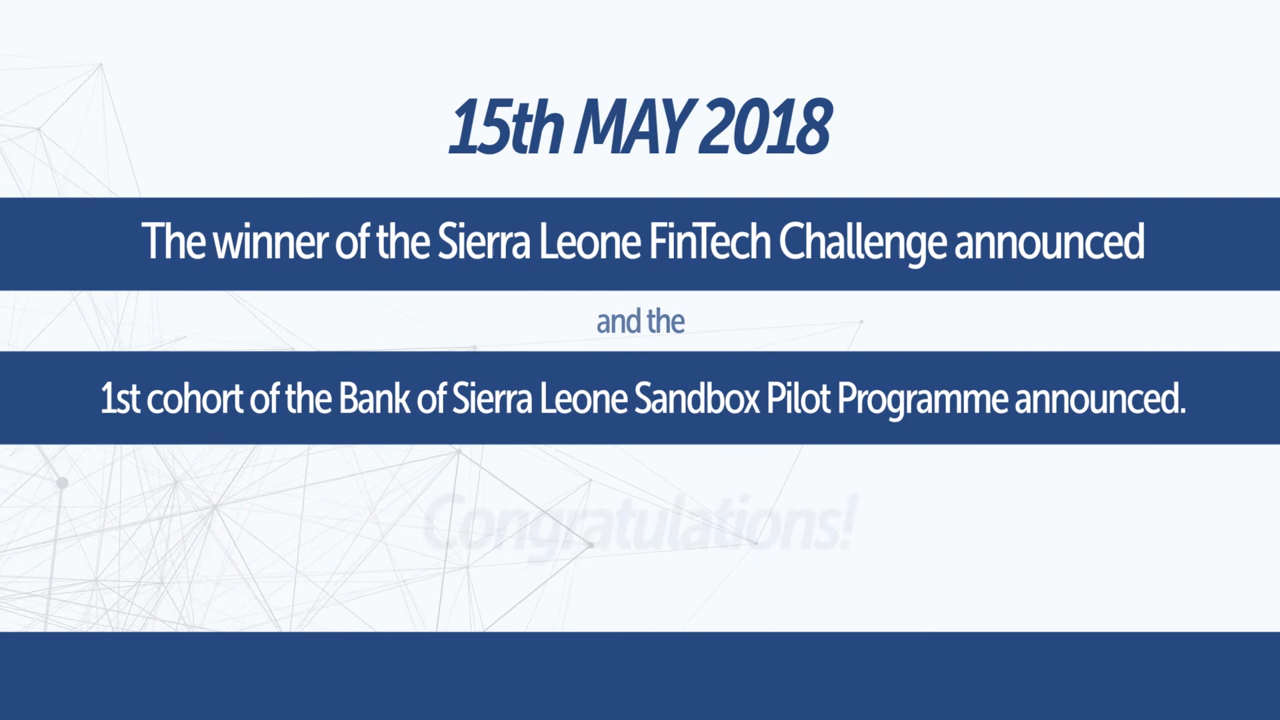 15th MAY 2018
The winner of the Sierra Leone FinTech Challenge announced
and the
1st cohort of the Bank of Sierra Leone Sandbox Pilot Programme announced.
Congratulations!